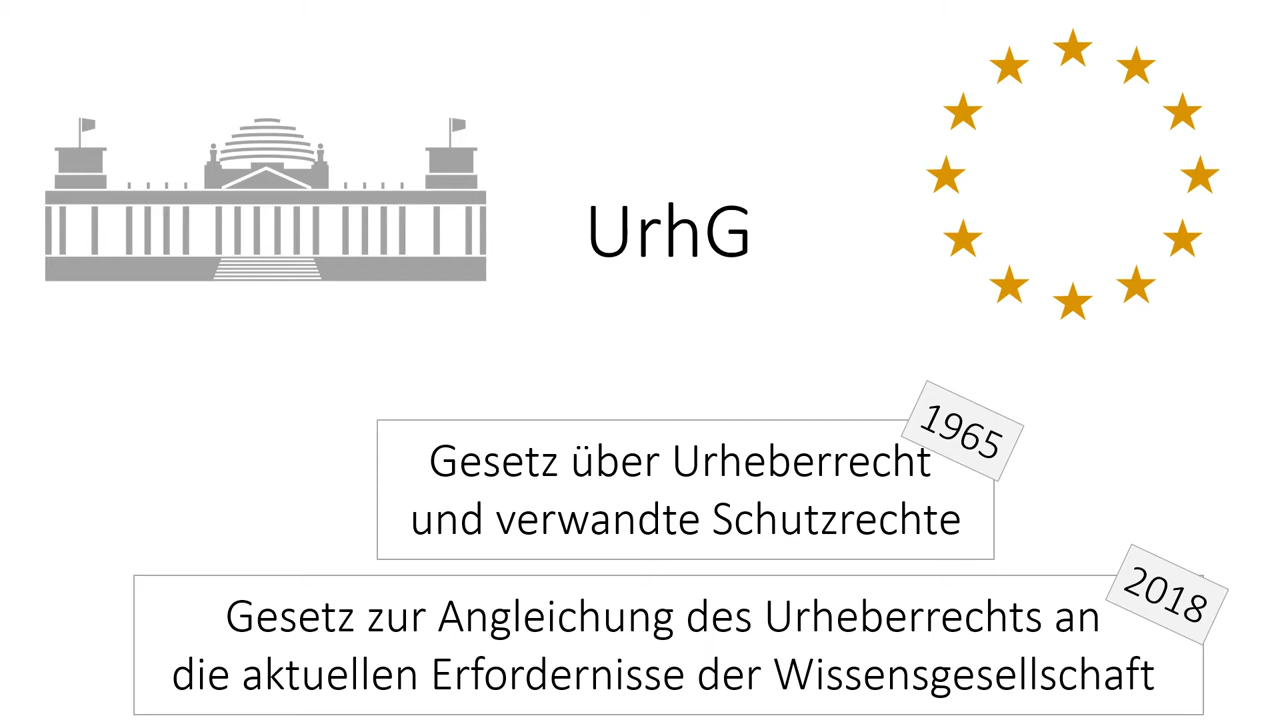 UrhG
1965
Gesetz über Urheberrecht
und verwandte Schutzrechte
2018
Gesetz zur Angleichung des Urheberrechts an
die aktuellen Erfordernisse der Wissensgesellschaft